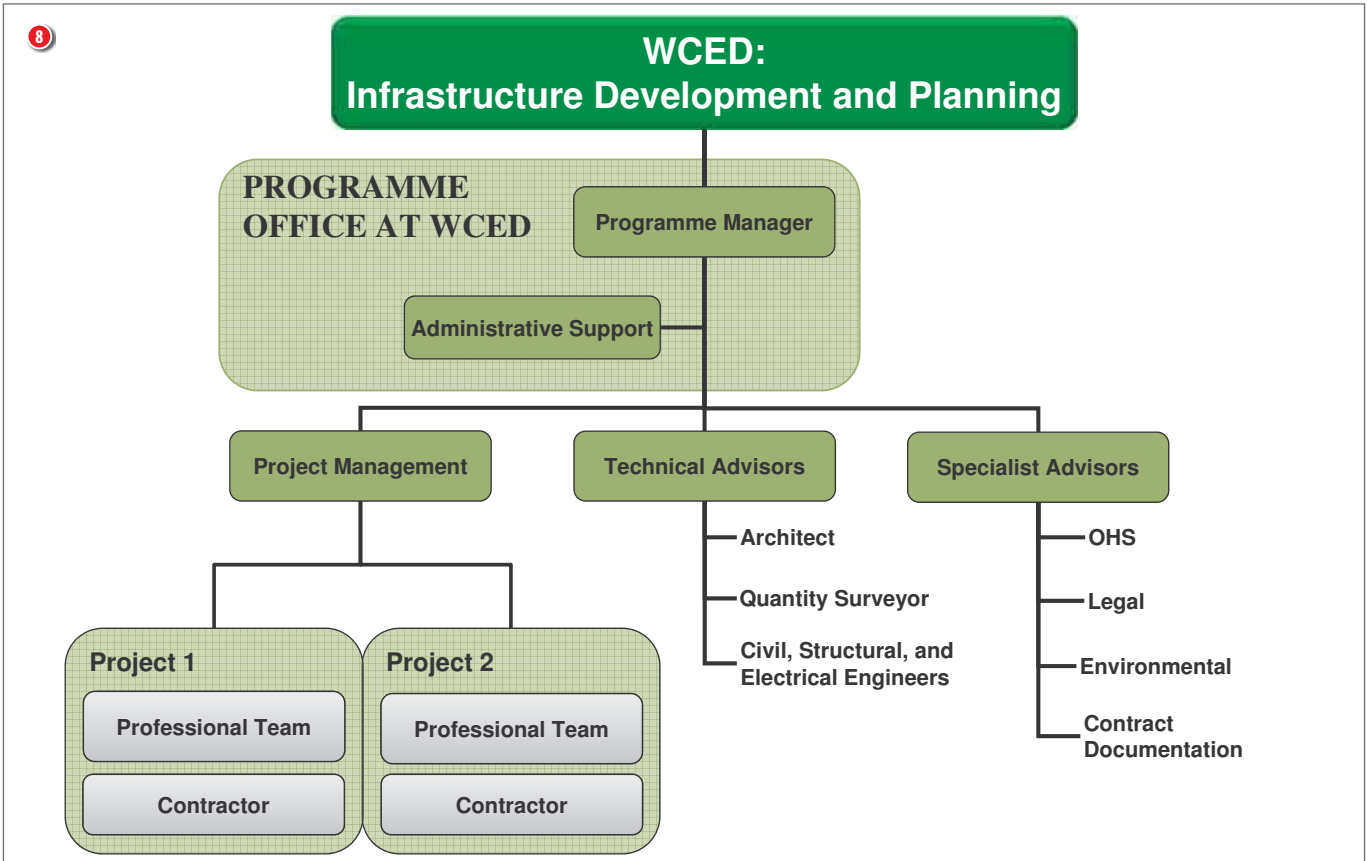 8
WCED:
Infrastructure Development and Planning
PROGRAMME
OFFICE AT WCED
Programme Manager
Administrative Support
Project Management
Technical Advisors
Specialist Advisors
Architect
Quantity Surveyor
Civil, Structural, and
Electrical Engineers
OHS
Legal
Environmental
Contract
Documentation
Project 1
Professional Team
Contractor
Project 2
Professional Team
Contractor